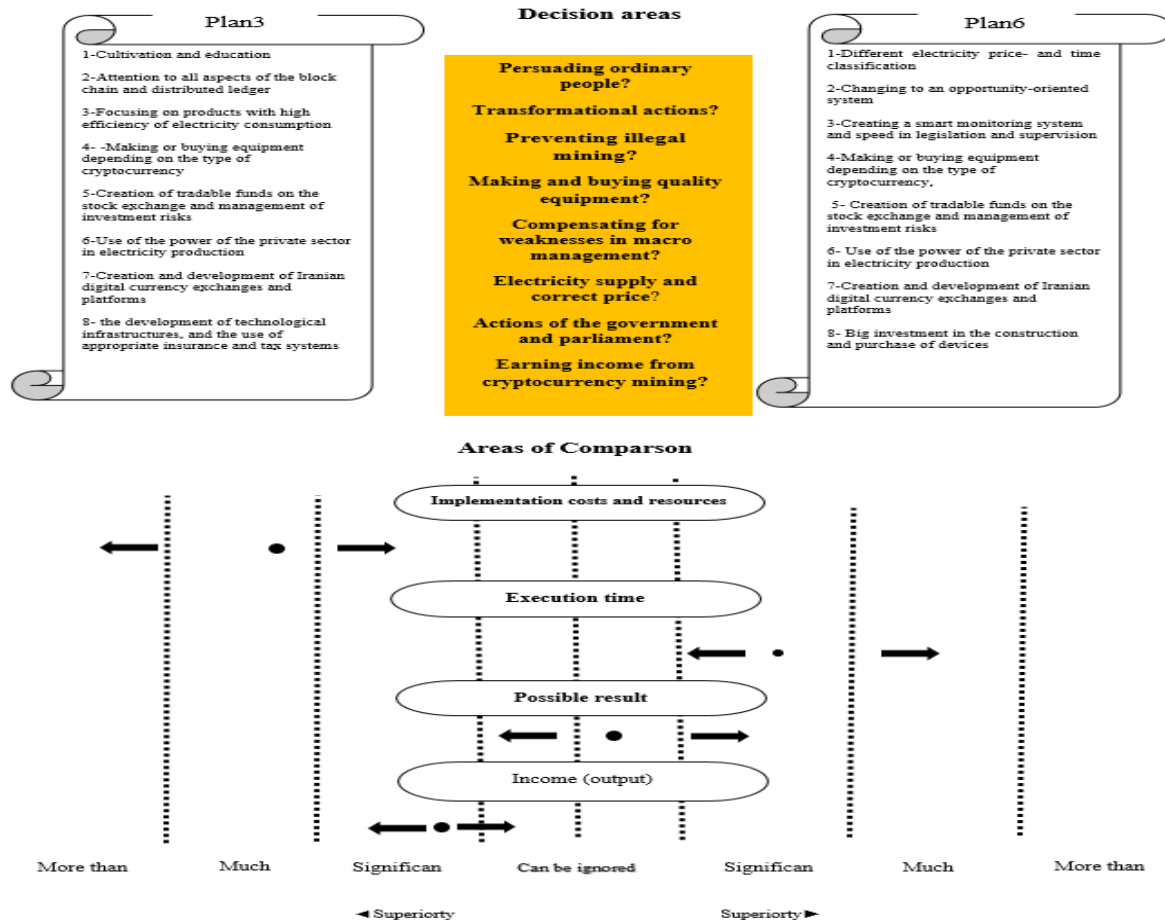 Plan3
1-Cultivation and education
2-Attention to all aspects of the block
chain and distributed ledger
3-Focusing on products with high
efficiency of electricity consumption
4- -Making or buying equipment
depending on the type of
cryptocurrency
5-Creation of tradable funds on the
stock exchange and management of
investment risks
6-Use of the power of the private sector
in electricity production
7-Creation and development of Iranian
digital currency exchanges and
platforms
8- the development of technological
infrastructures, and the use of
appropriate insurance and tax systems
Decision areas
Persuading ordinary
people?
Transformational actions?
Preventing illegal
mining?
Making and buying quality
equipment?
Compensating for
weaknesses in macro
management?
Electricity supply and
correct price?
Actions of the government
and parliament?
Earning income from
cryptocurrency mining?
Plan6
1-Different electricity price- and time
classification
2-Changing to an opportunity-oriented
system
3-Creating a smart monitoring system
and speed in legislation and supervision
4-Making or buying equipment
depending on the type of
cryptocurrency,
5- Creation of tradable funds on the
stock exchange and management of
investment risks
6- Use of the power of the private sector
in electricity production
7-Creation and development of Iranian
digital currency exchanges and
platforms
8- Big investment in the construction
and purchase of devices
Areas of Comparson
Implementation costs and resources
Execution time
Possible result
Income (output)
More than Much Significan Can be ignored Significan Much More than
◄ Superiorty Superiorty ►